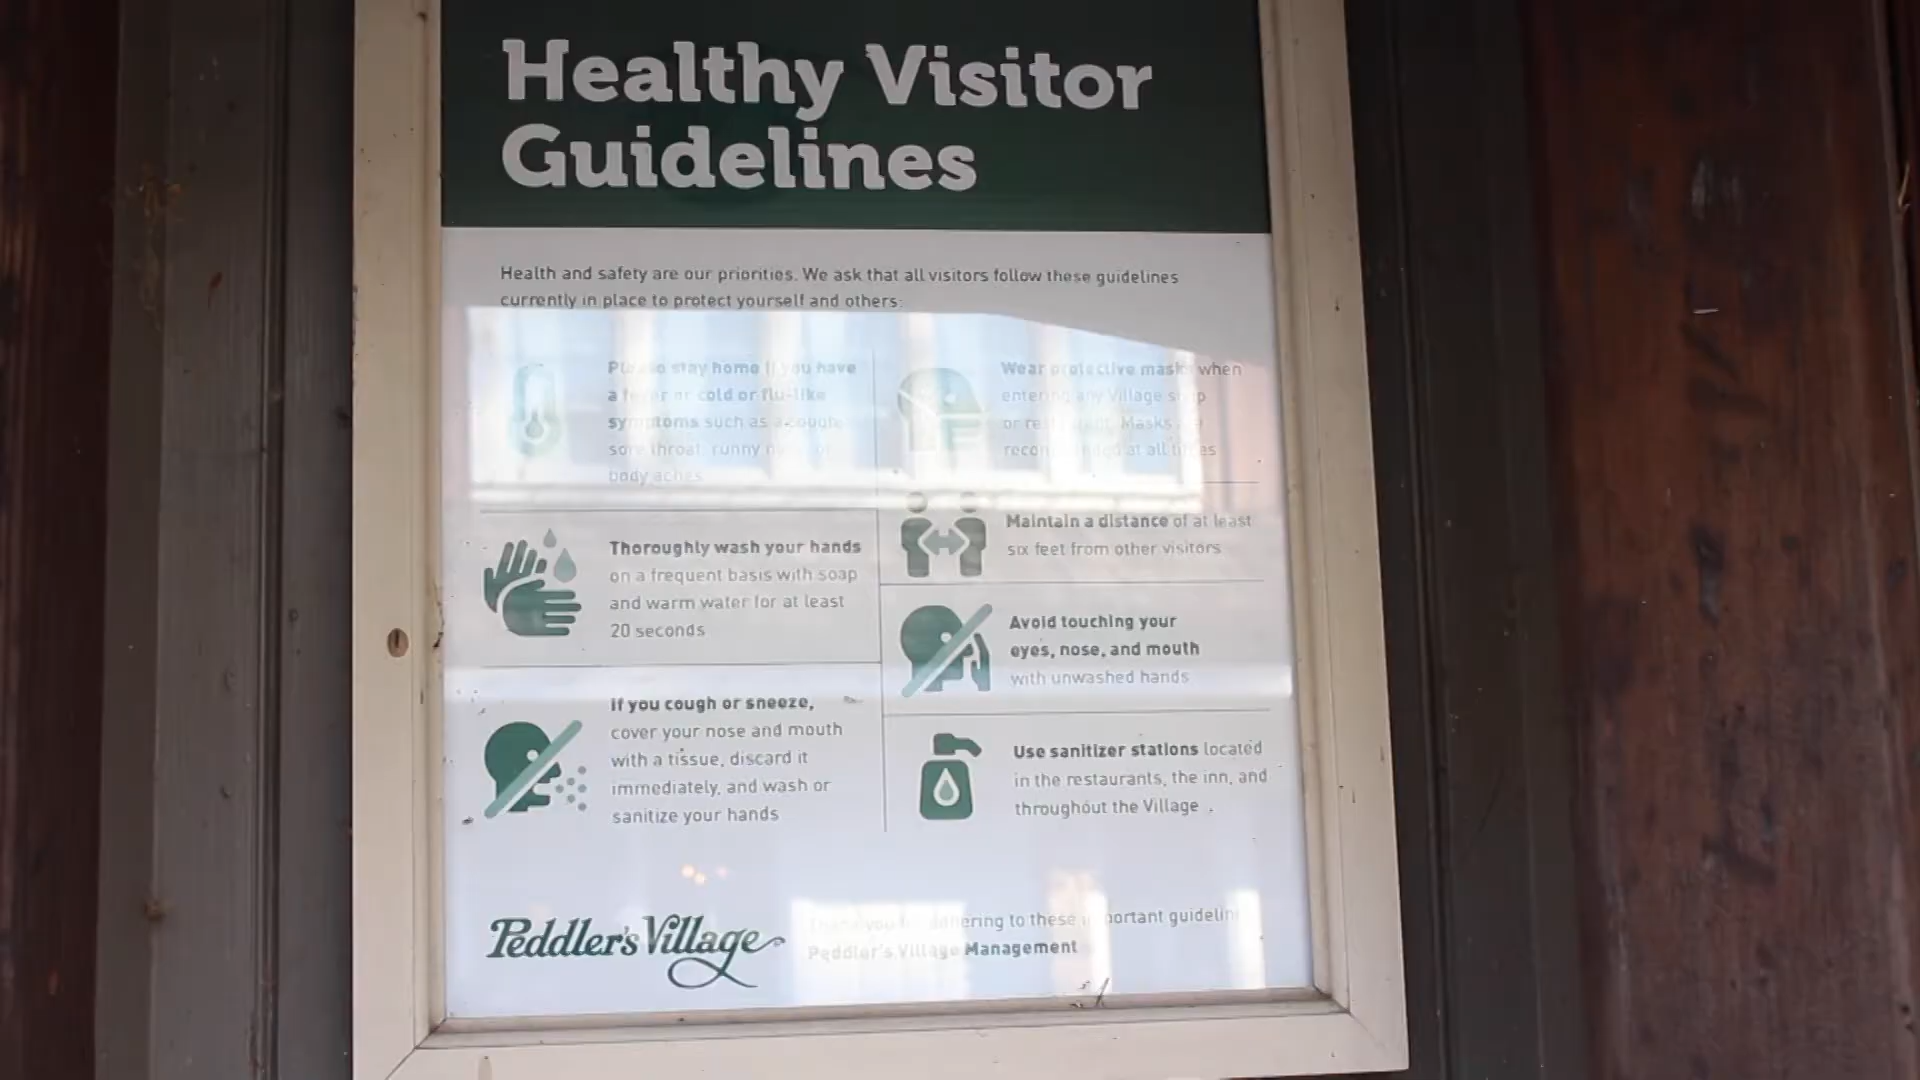 Healthy Visitor
Guidelines
Health and safety are our priorities. We ask that all visitors follow these guidelines
currently in place to protect yourself and others:
Please stay home if you have
a fever or cold or flu-like
symptoms such as a cough,
sore throat, runny or
body aches
Thoroughly wash your hands
on a frequent basis with soap
and warm water for at least
20 seconds
If you cough or sneeze,
cover your nose and mouth
with a tissue, discard it
immediately, and wash or
sanitize your hands
Wear protective masks when
entering any Village shop
or Masks
at all times
Maintain a distance of at least
six feet from other visitors
Avoid touching your
eyes, nose, and mouth
with unwashed hands
Use sanitizer stations located
in the restaurants, the inn, and
throughout the Village .
Peddler's Village
Thank you adhering to these important
Peddler's Village Management